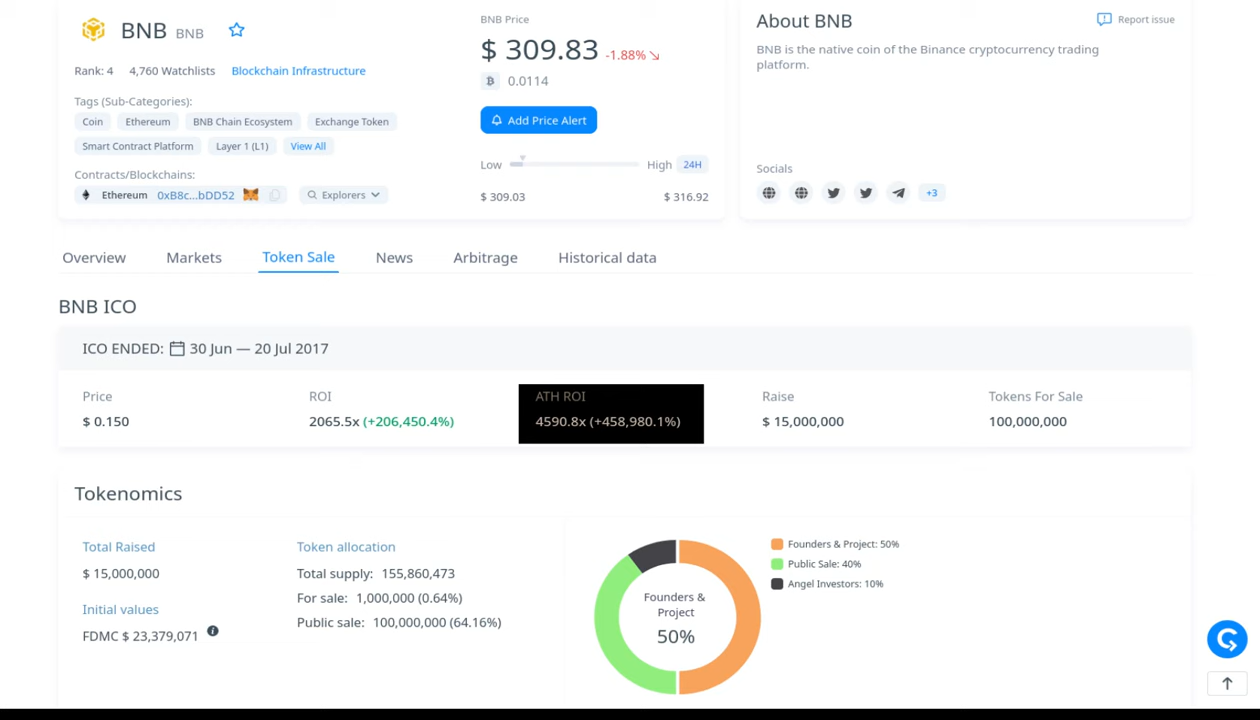 BNB BNB
Rank: 4 4,760 Watchlists Blockchain Infrastructure
Tags (Sub-Categories):
Coin Ethereum BNB Chain Ecosystem Exchange Token
Smart Contract Platform Layer 1 (L1) View All
Contracts/Blockchains:
Ethereum 0xB8c...bDD52 Explorers
BNB Price
$ 309.83 -1.88%
0.0114
Add Price Alert
Low High 24H
$ 309.03 $ 316.92
About BNB Report issue
BNB is the native coin of the Binance cryptocurrency trading
platform.
Socials
+3
Overview Markets Token Sale News Arbitrage Historical data
BNB ICO
ICO ENDED: 30 Jun — 20 Jul 2017
Price ROI ATH ROI Raise Tokens For Sale
$ 0.150 2065.5x (+206,450.4%) 4590.8x (+458,980.1%) $ 15,000,000 100,000,000
Tokenomics
Total Raised
$ 15,000,000
Initial values
FDMC $ 23,379,071
Token allocation
Total supply: 155,860,473
For sale: 1,000,000 (0.64%)
Public sale: 100,000,000 (64.16%)
Founders &
Project
50%
Founders & Project: 50%
Public Sale: 40%
Angel Investors: 10%